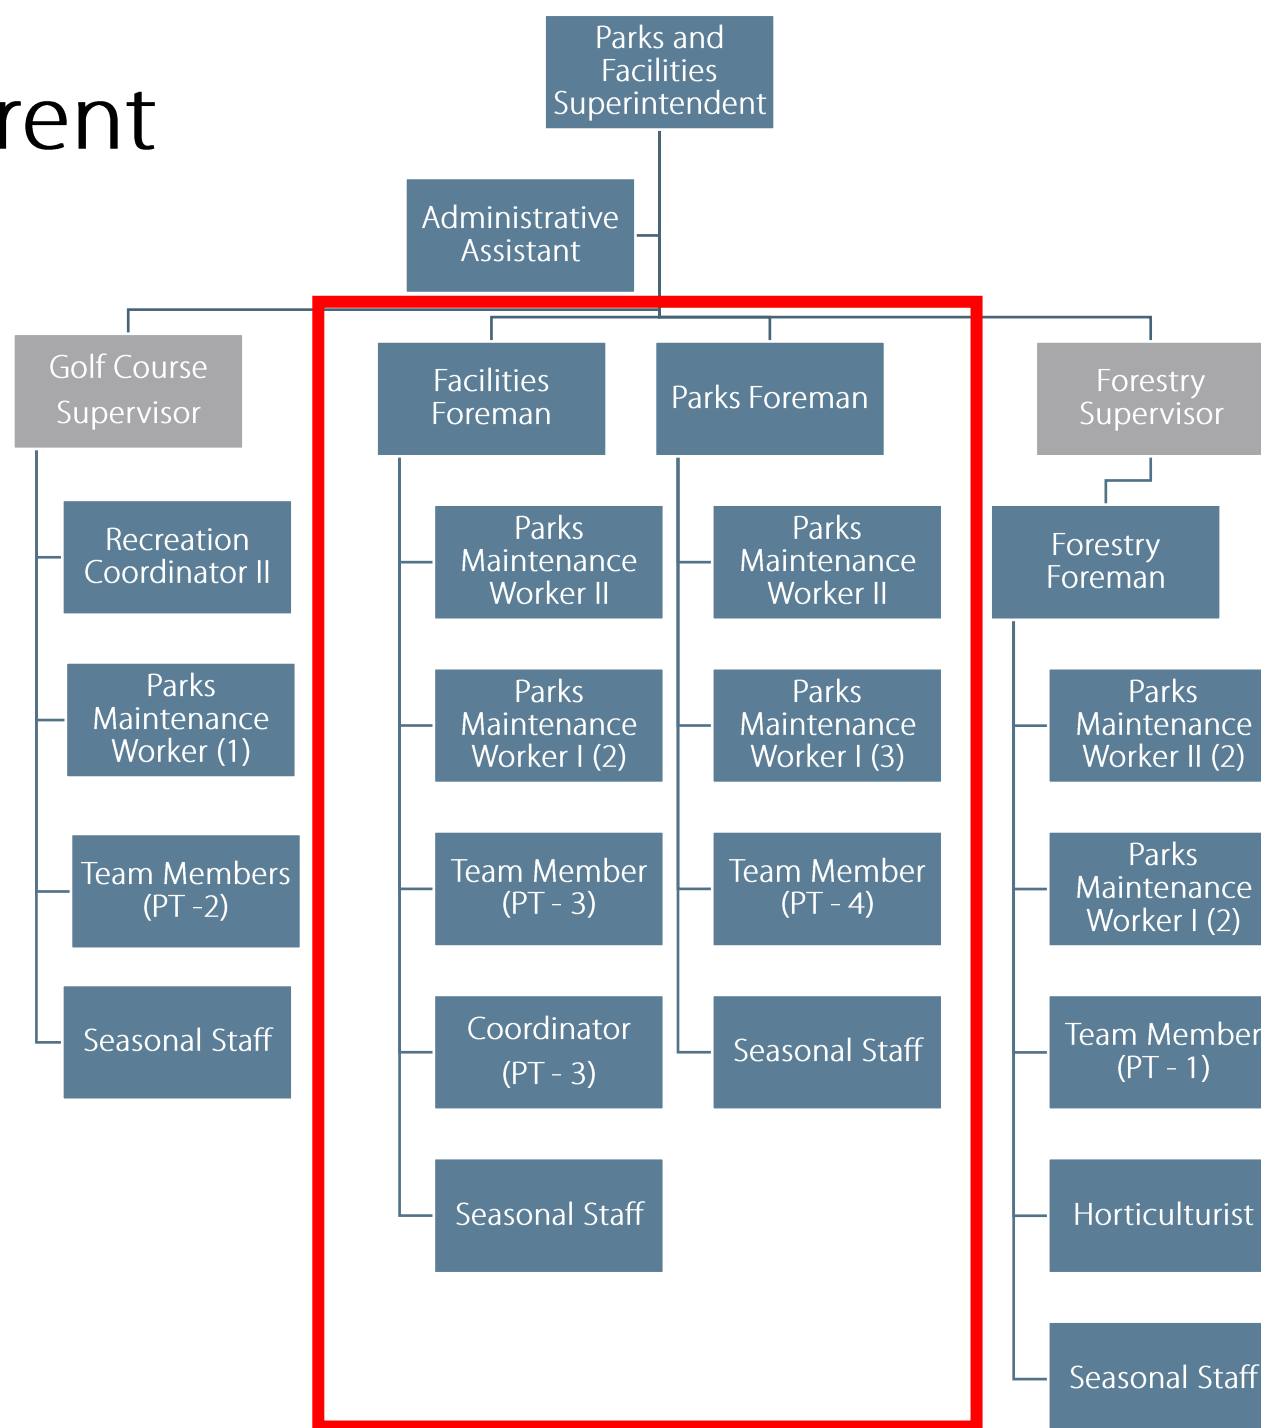 Parks and
Facilities
Superintendent
rent
Administrative
Assistant
Golf Course
Supervisor
Recreation
Coordinator II
Parks
Maintenance
Worker (1)
Team Members
(PT -2)
Seasonal Staff
Facilities
Foreman
Parks
Maintenance
Worker II
Parks
Maintenance
Worker I (2)
Team Member
(PT - 3)
Coordinator
(PT - 3)
Seasonal Staff
Parks Foreman
Parks
Maintenance
Worker II
Parks
Maintenance
Worker I (3)
Team Member
(PT - 4)
Seasonal Staff
Forestry
Supervisor
Forestry
Foreman
Parks
Maintenance
Worker II (2)
Parks
Maintenance
Worker I (2)
Team Member
(PT - 1)
Horticulturist
Seasonal Staff